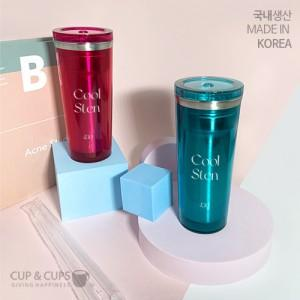 국내생산
MADE IN
KOREA
B
Acne
Cool
Sten
Cool
Sten
CUP & CUPS
GIVING HAPPINESS